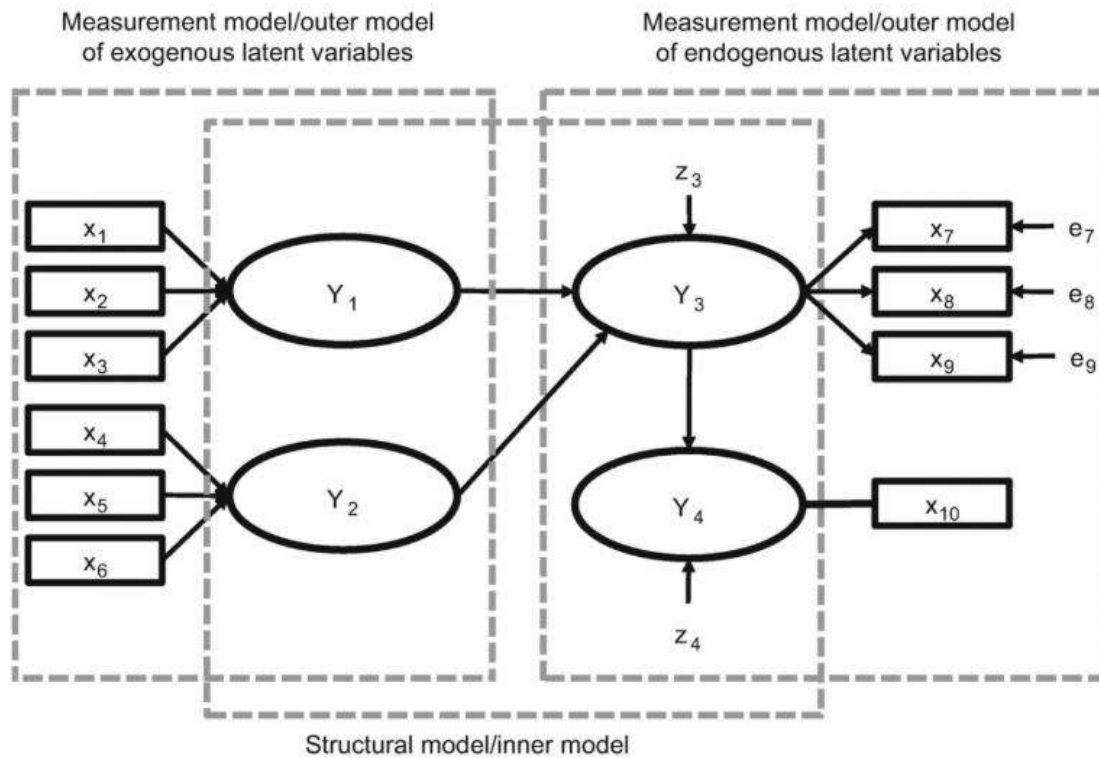 Measurement model/outer model
of exogenous latent variables
Measurement model/outer model
of endogenous latent variables
z₃
x₁
x₂
x₃
x₄
x₅
x₆
Y₁
Y₂
Y₃
Y₄
x₇
x₈
x₉
x₁₀
e₇
e₈
e₉
z₄
Structural model/inner model